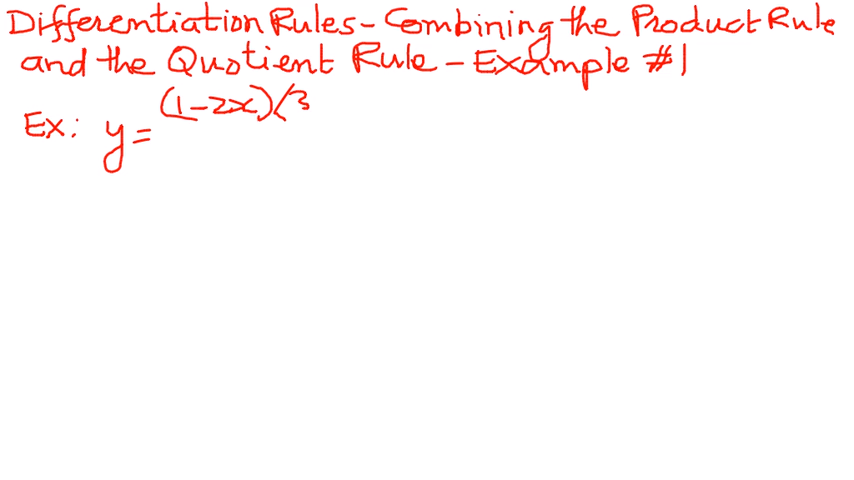 Differentiation Rules - Combining the Product Rule
and the Quotient Rule - Example #1
Ex: y = (1-2x)(3